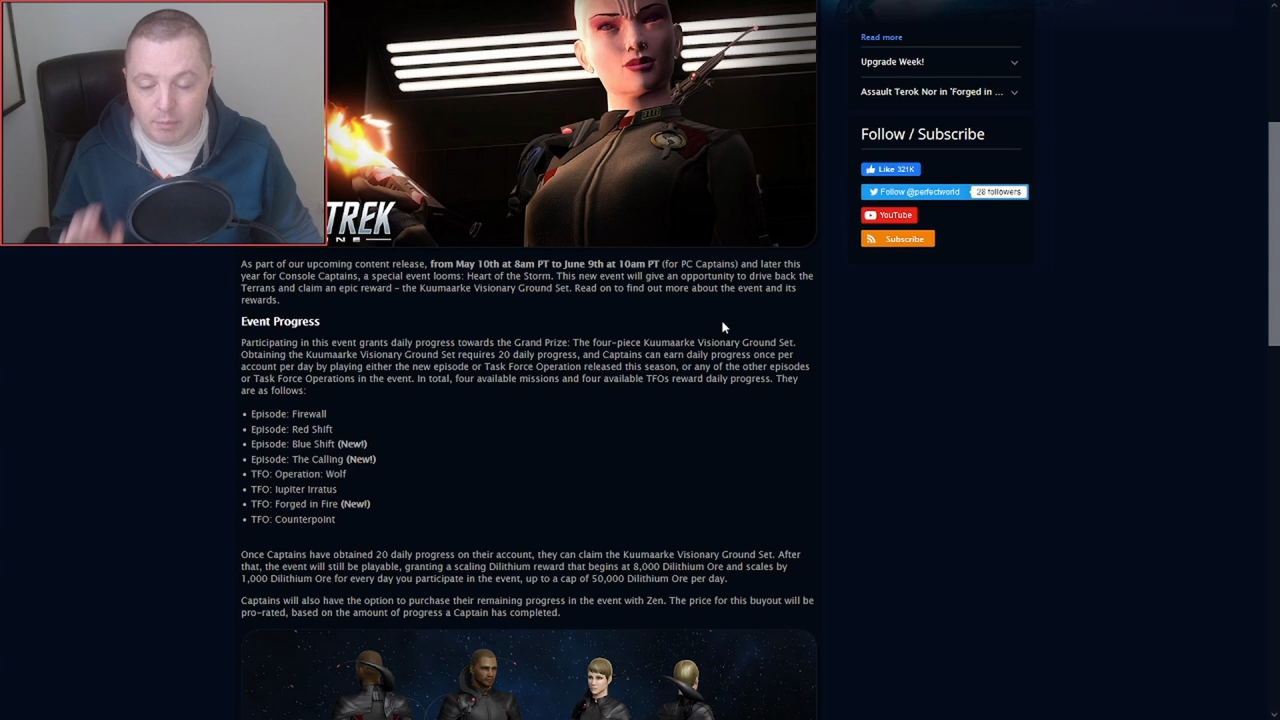 TREK
NE
As part of our upcoming content release, from May 10th at 8am PT to June 9th at 10am PT (for PC Captains) and later this
year for Console Captains, a special event looms: Heart of the Storm. This new event will give an opportunity to drive back the
Terrans and claim an epic reward – the Kuumaarke Visionary Ground Set. Read on to find out more about the event and its
rewards.
Event Progress
Participating in this event grants daily progress towards the Grand Prize: The four-piece Kuumaarke Visionary Ground Set.
Obtaining the Kuumaarke Visionary Ground Set requires 20 daily progress, and Captains can earn daily progress once per
account per day by playing either the new episode or Task Force Operation released this season, or any of the other episodes
or Task Force Operations in the event. In total, four available missions and four available TFOs reward daily progress. They
are as follows:
• Episode: Firewall
• Episode: Red Shift
• Episode: Blue Shift (New!)
• Episode: The Calling (New!)
• TFO: Operation: Wolf
• TFO: Iupiter Irratus
• TFO: Forged in Fire (New!)
• TFO: Counterpoint
Once Captains have obtained 20 daily progress on their account, they can claim the Kuumaarke Visionary Ground Set. After
that, the event will still be playable, granting a scaling Dilithium reward that begins at 8,000 Dilithium Ore and scales by
1,000 Dilithium Ore for every day you participate in the event, up to a cap of 50,000 Dilithium Ore per day.
Captains will also have the option to purchase their remaining progress in the event with Zen. The price for this buyout will be
pro-rated, based on the amount of progress a Captain has completed.
Read more
Upgrade Week!
Assault Terok Nor in 'Forged in ...
Follow / Subscribe
Like 321K
Follow @perfectworld 28 followers
YouTube
Subscribe